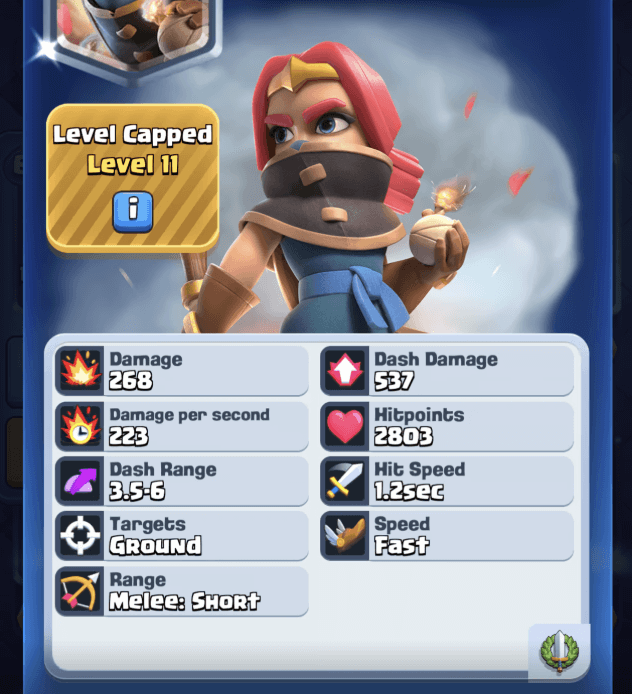 Level Capped
Level 11
i
Damage
268
Dash Damage
537
Damage per second
223
Hitpoints
2803
Dash Range
3.5-6
Hit Speed
1.2sec
Targets
Ground
Speed
Fast
Range
Melee: Short